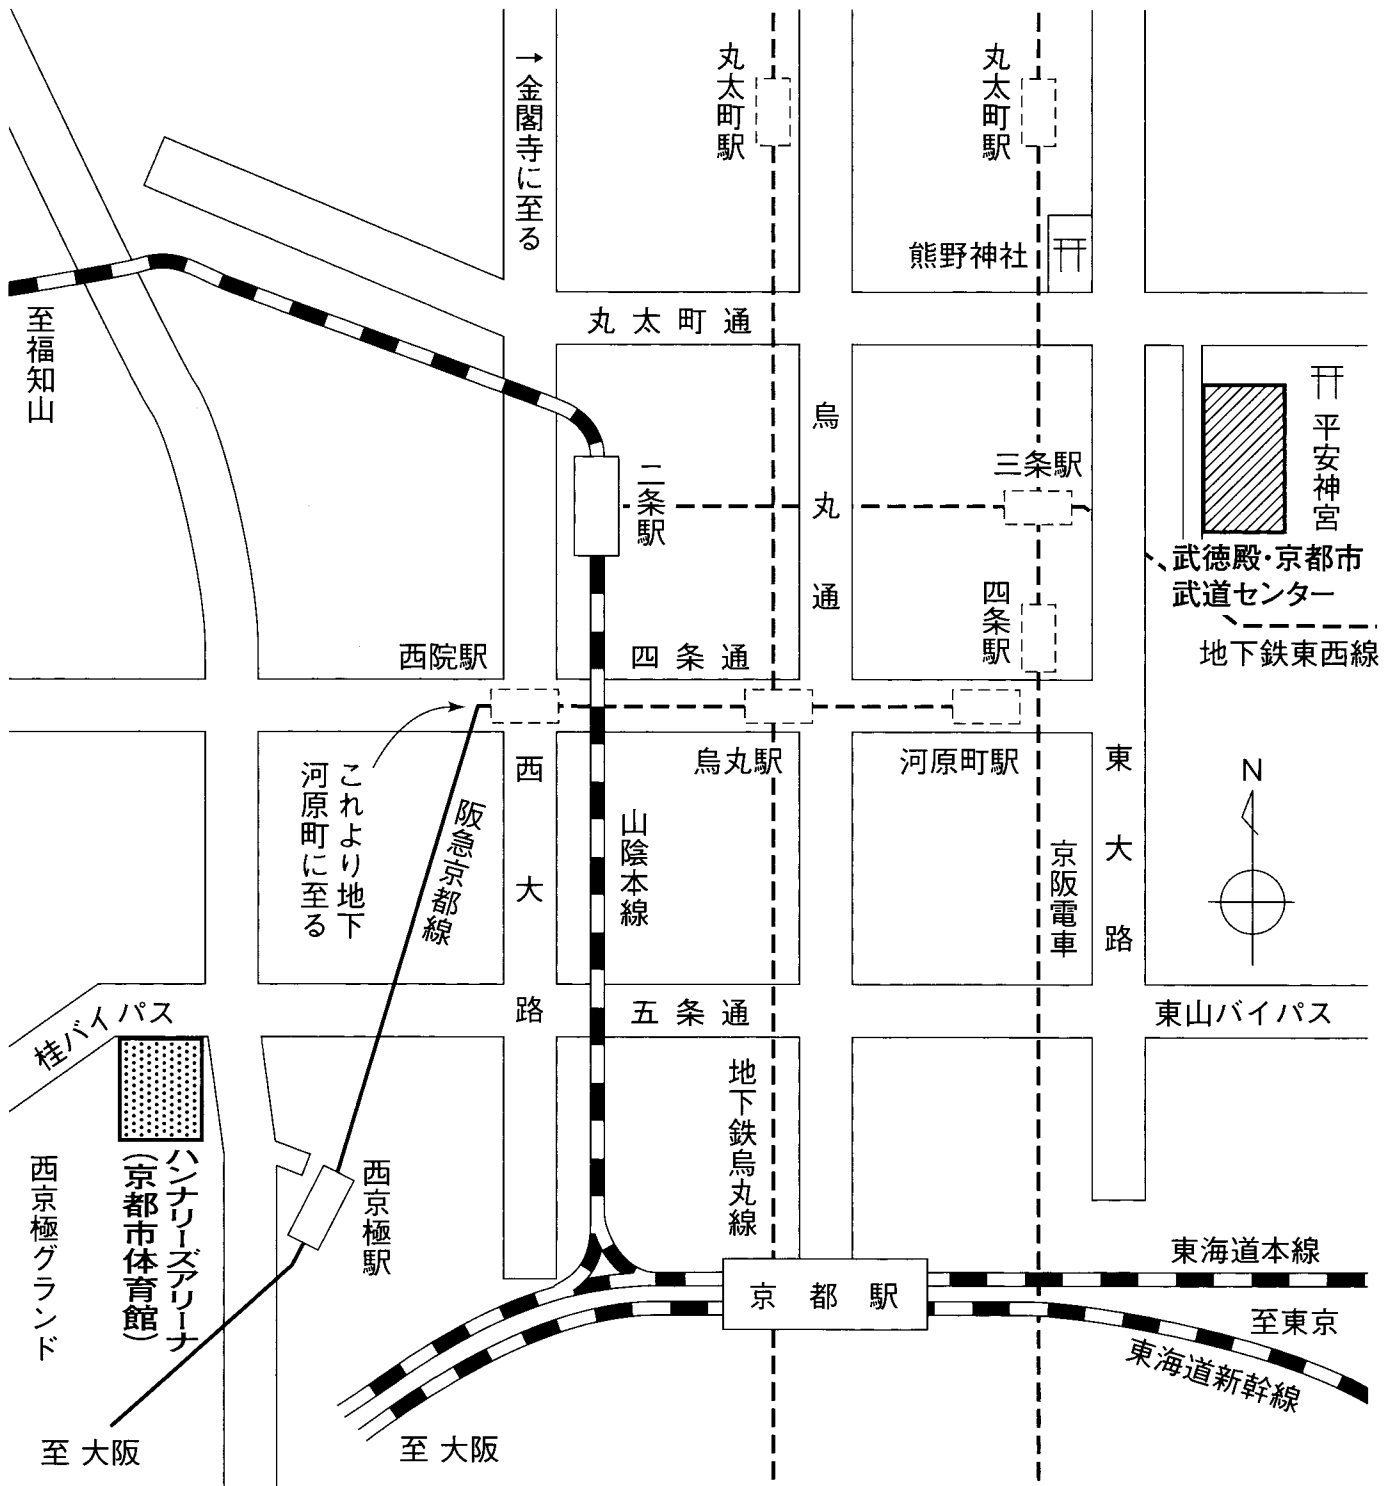 →金閣寺に至る
丸太町駅
丸太町駅
熊野神社
丸太町通
至福知山
烏丸通
平安神宮
三条駅
二条駅
武徳殿・京都市
武道センター
四条駅
地下鉄東西線
西院駅
四条通
烏丸駅
河原町駅
これより地下
河原町に至る
阪急京都線
西大路
山陰本線
東大路
京阪電車
N
桂バイパス
五条通
東山バイパス
地下鉄烏丸線
西京極グランド
ハンナリーズアリーナ
(京都市体育館)
西京極駅
京都駅
東海道本線
至東京
東海道新幹線
至 大阪
至 大阪